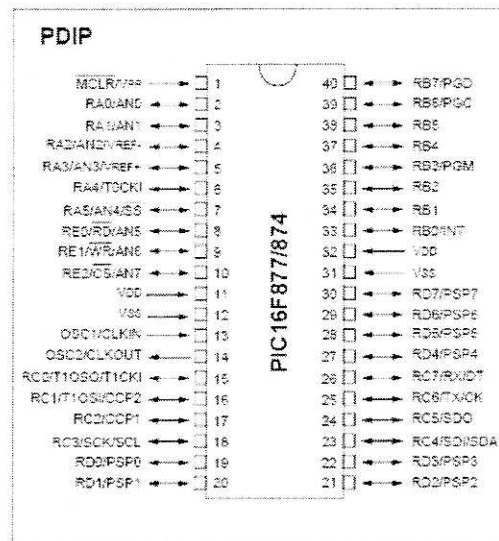 PDIP
MCLR/VPP 1
RA0/AN0 2
RA1/AN1 3
RA2/AN2/VREF- 4
RA3/AN3/VREF+ 5
RA4/T0CKI 6
RA5/AN4/SS 7
RE0/RD/AN5 8
RE1/WR/AN6 9
RE2/CS/AN7 10
VDD 11
VSS 12
OSC1/CLKIN 13
OSC2/CLKOUT 14
RC0/T1OSO/T1CKI 15
RC1/T1OSI/CCP2 16
RC2/CCP1 17
RC3/SCK/SCL 18
RD0/PSP0 19
RD1/PSP1 20
PIC16F877/874
40 RB7/PGD
39 RB6/PGC
38 RB5
37 RB4
36 RB3/PGM
35 RB2
34 RB1
33 RB0/INT
32 VDD
31 VSS
30 RD7/PSP7
29 RD6/PSP6
28 RD5/PSP5
27 RD4/PSP4
26 RC7/RX/DT
25 RC6/TX/CK
24 RC5/SDO
23 RC4/SDI/SDA
22 RD3/PSP3
21 RD2/PSP2